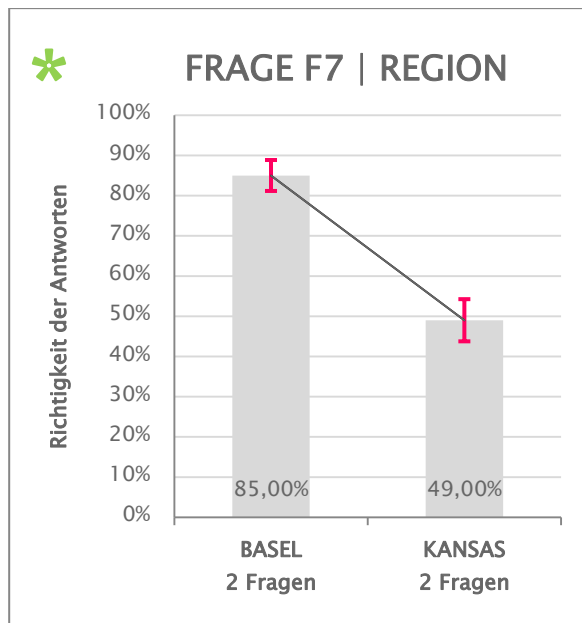 FRAGE F7 | REGION
Richtigkeit der Antworten
100%
90%
80%
70%
60%
50%
40%
30%
20%
10%
0%
85,00%
49,00%
BASEL
2 Fragen
KANSAS
2 Fragen